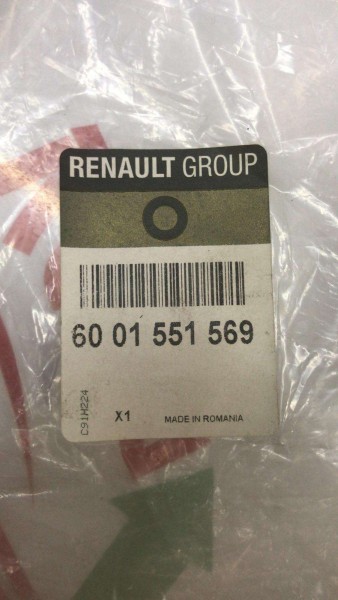 RENAULT GROUP
60 01 551 569
C91H224
X1
MADE IN ROMANIA